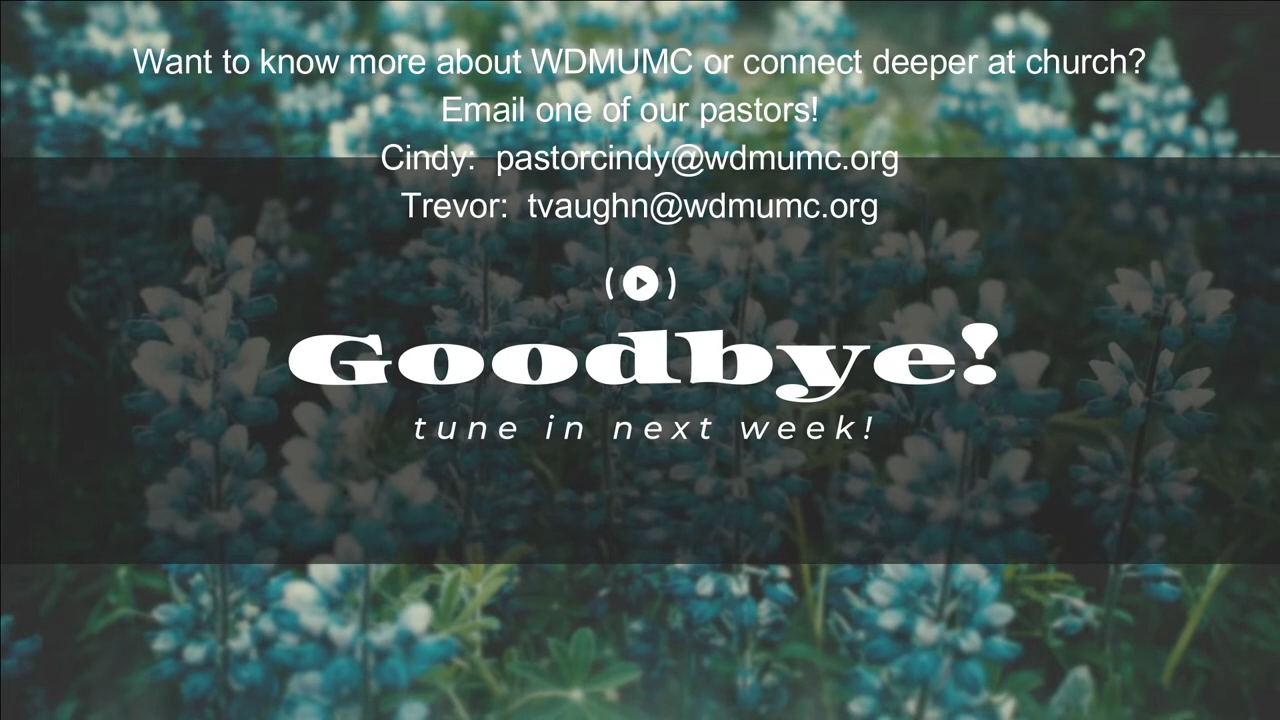 Want to know more about WDMUMC or connect deeper at church?
Email one of our pastors!
Cindy: pastorcindy@wdmumc.org
Trevor: tvaughn@wdmumc.org
Goodbye!
tune in next week!